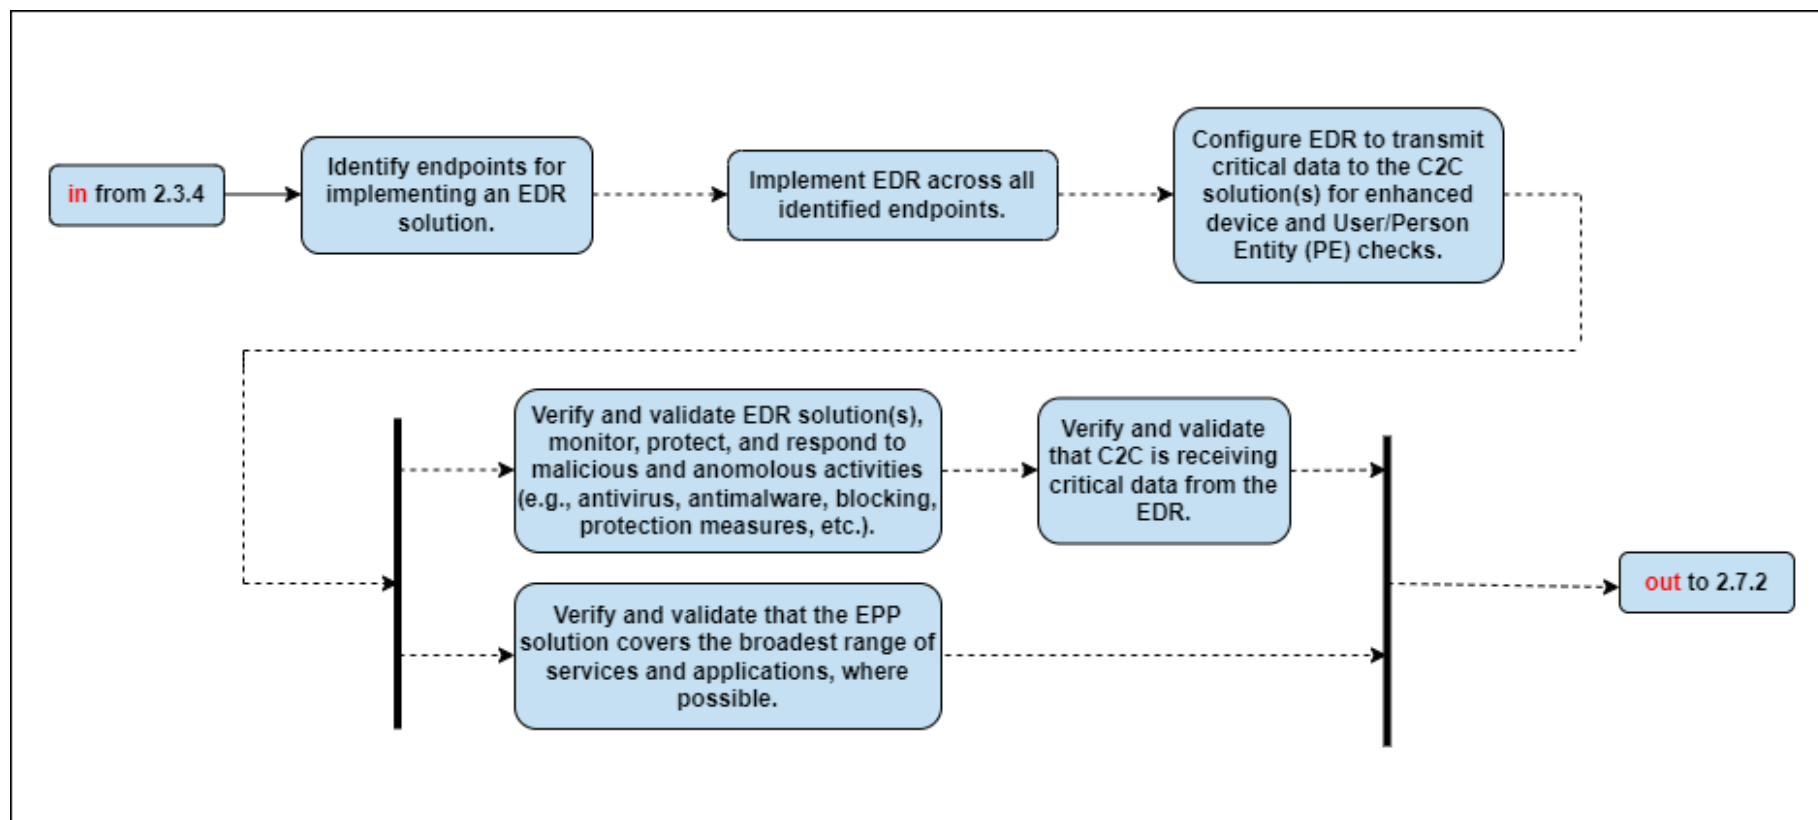 in from 2.3.4
Identify endpoints for
implementing an EDR
solution.
Implement EDR across all
identified endpoints.
Configure EDR to transmit
critical data to the C2C
solution(s) for enhanced
device and User/Person
Entity (PE) checks.
Verify and validate EDR solution(s),
monitor, protect, and respond to
malicious and anomolous activities
(e.g., antivirus, antimalware, blocking,
protection measures, etc.).
Verify and validate
that C2C is receiving
critical data from the
EDR.
Verify and validate that the EPP
solution covers the broadest range of
services and applications, where
possible.
out to 2.7.2